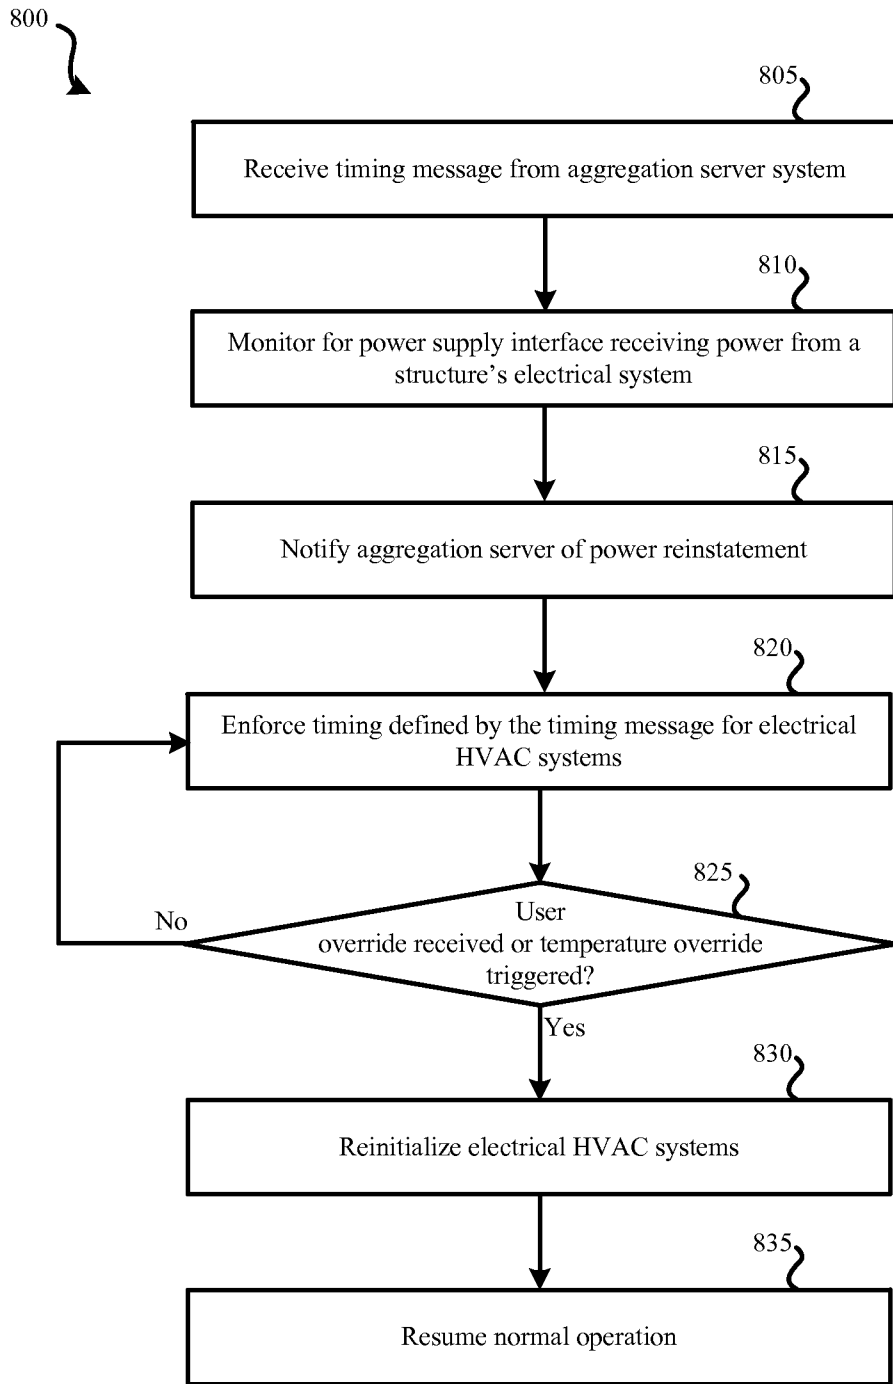 800
805
Receive timing message from aggregation server system
810
Monitor for power supply interface receiving power from a
structure’s electrical system
815
Notify aggregation server of power reinstatement
820
Enforce timing defined by the timing message for electrical
HVAC systems
825
User
override received or temperature override
triggered?
No
Yes
830
Reinitialize electrical HVAC systems
835
Resume normal operation